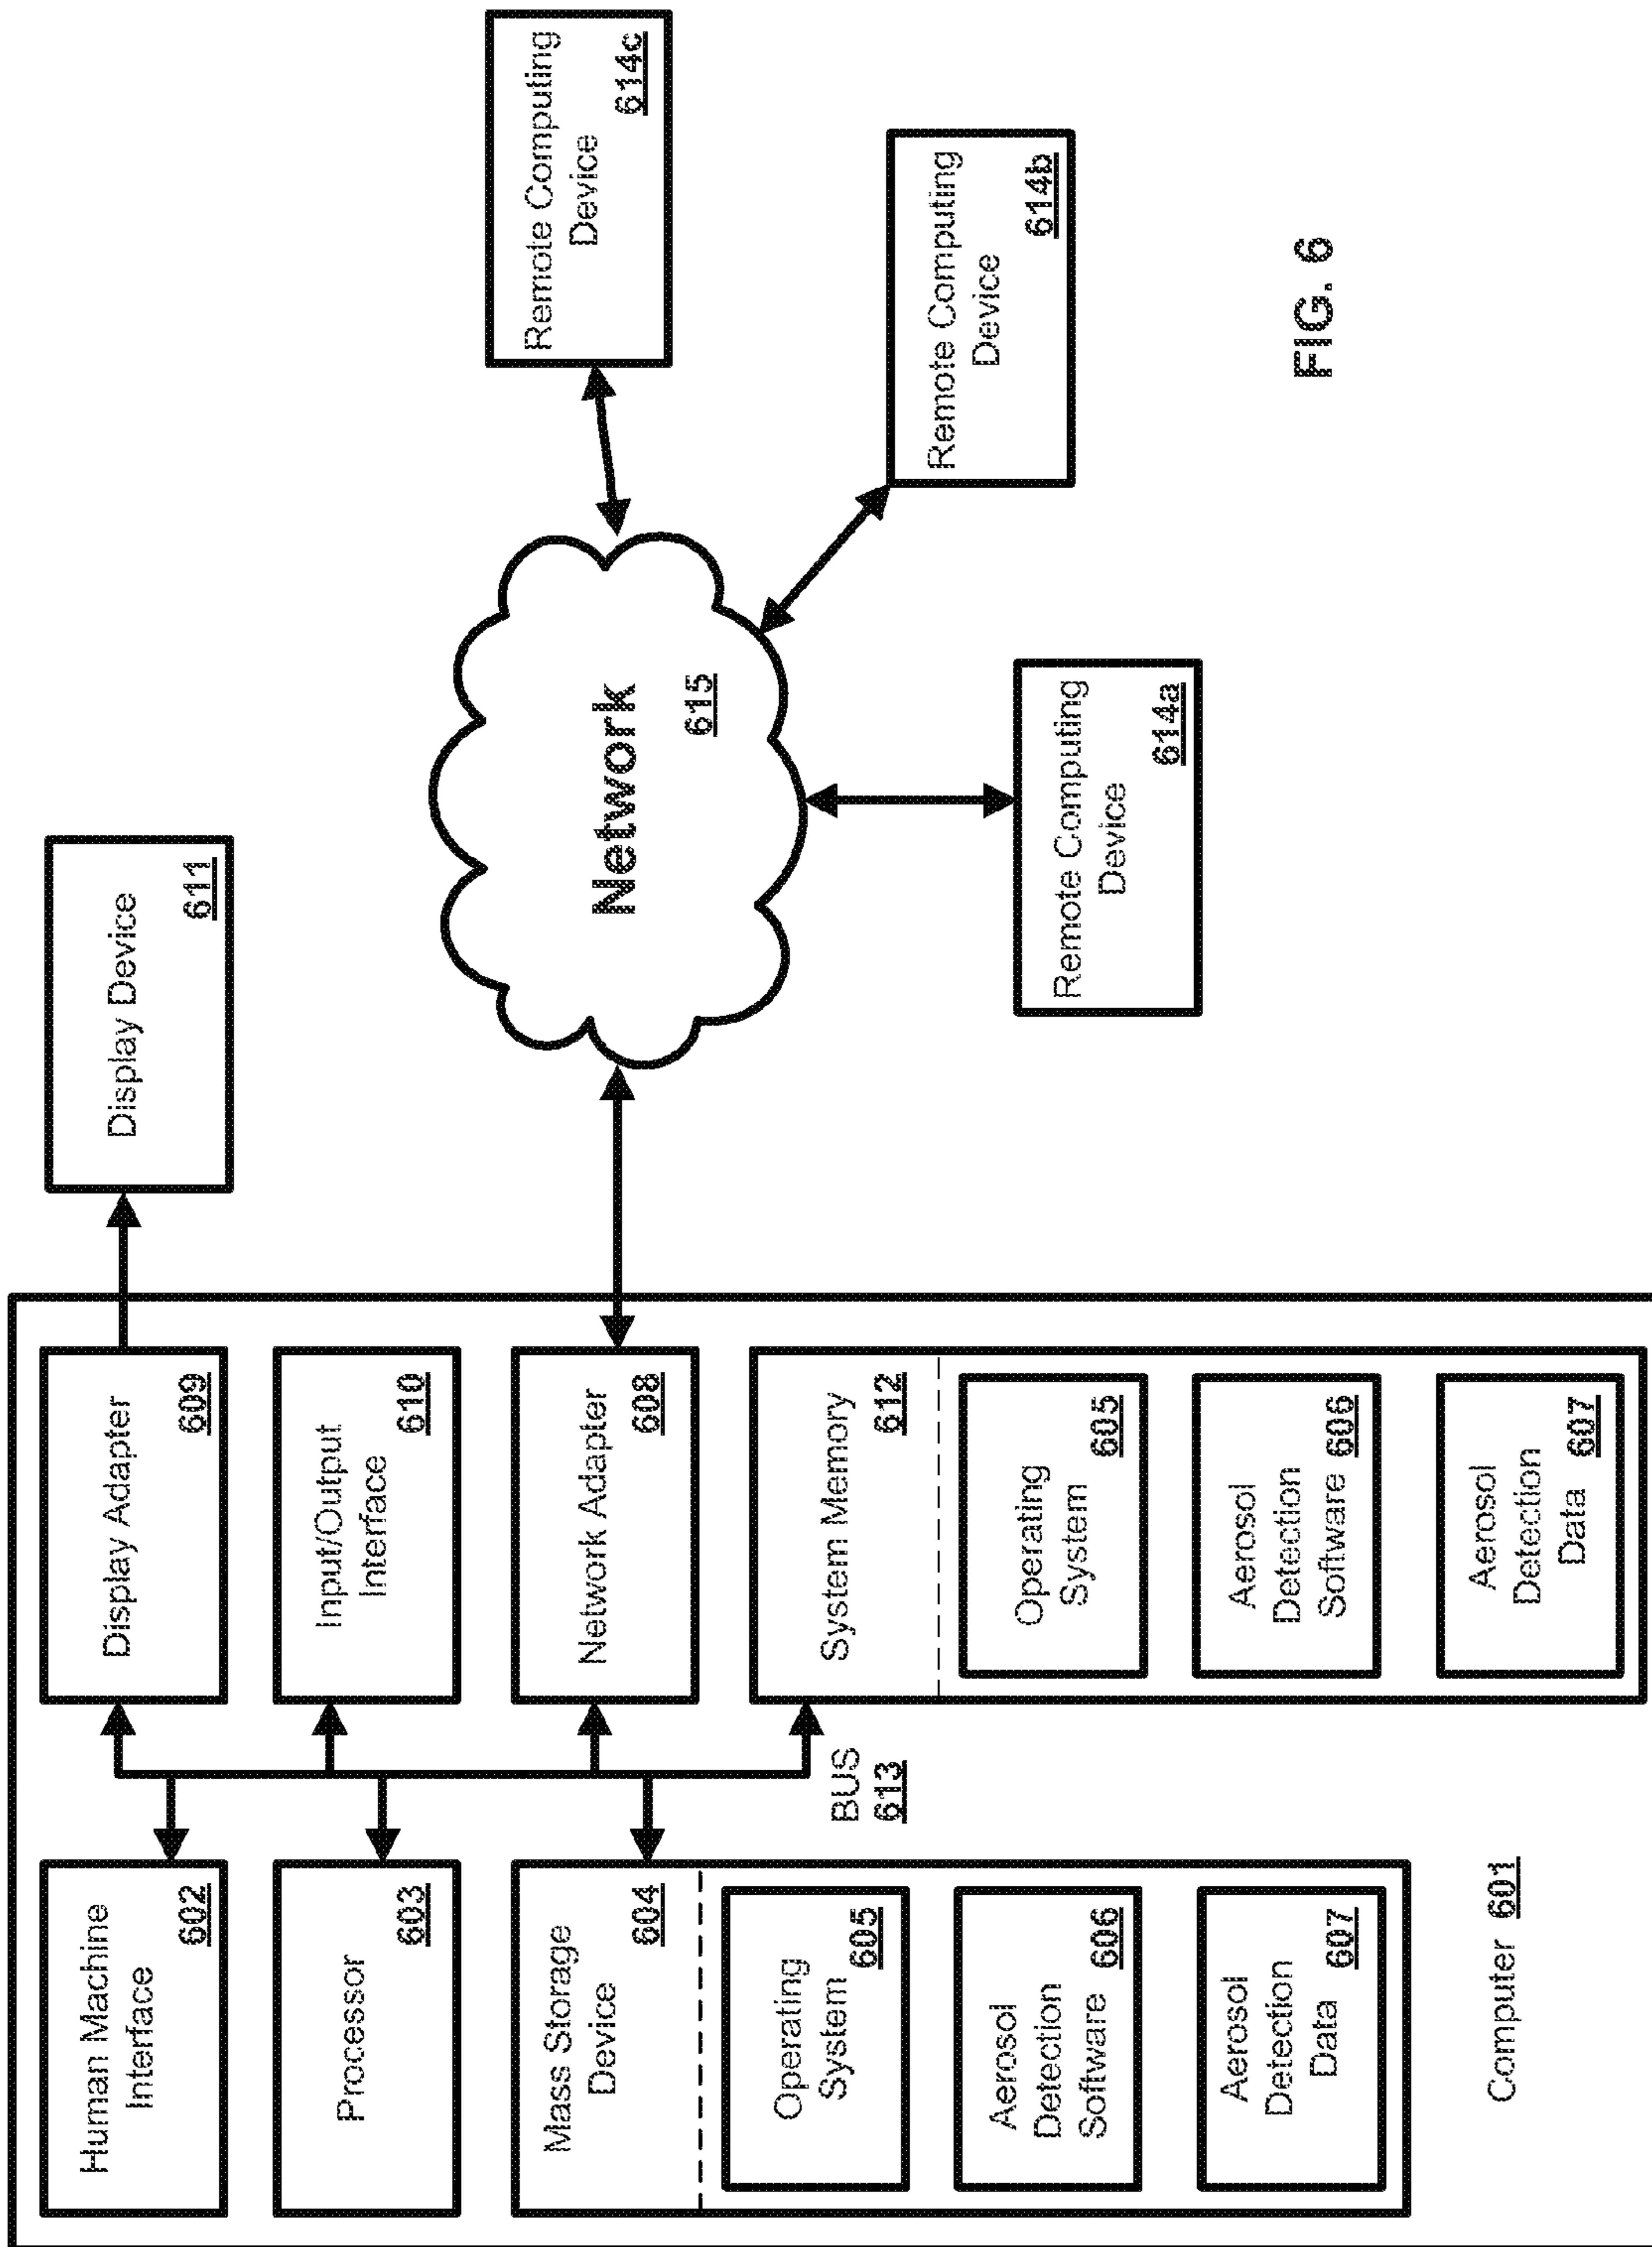 Human Machine
Interface
602
Processor
603
Mass Storage
Device
604
Operating
System
605
Aerosol
Detection
Software
606
Aerosol
Detection
Data
607
Computer 601
BUS
613
Display Adapter
609
Input/Output
Interface
610
Network Adapter
608
System Memory
612
Operating
System
605
Aerosol
Detection
Software 606
Aerosol
Detection
Data
607
Display Device
611
Network
615
Remote Computing
Device
614a
Remote Computing
Device
614b
Remote Computing
Device
614c
FIG. 6